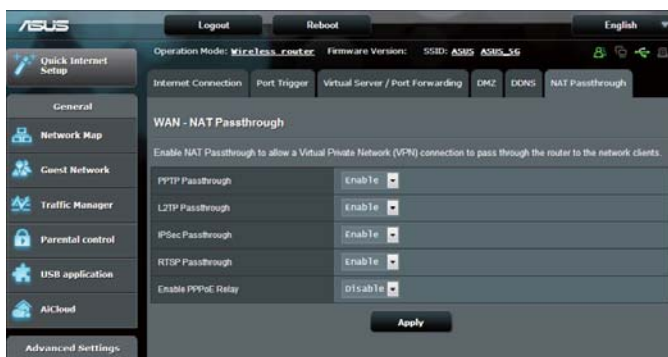 ASUS
Logout
Reboot
English
Quick Internet
Setup
Operation Mode: Wireless router Firmware Version: SSID: ASUS ASUS_5G
Internet Connection
Port Trigger
Virtual Server / Port Forwarding
DMZ
DDNS
NAT Passthrough
General
Network Map
Guest Network
Traffic Manager
Parental control
USB application
AiCloud
Advanced Settings
WAN - NAT Passthrough
Enable NAT Passthrough to allow a Virtual Private Network (VPN) connection to pass through the router to the network clients.
PPTP Passthrough Enable
L2TP Passthrough Enable
IPSec Passthrough Enable
RTSP Passthrough Enable
Enable PPPoE Relay Disable
Apply